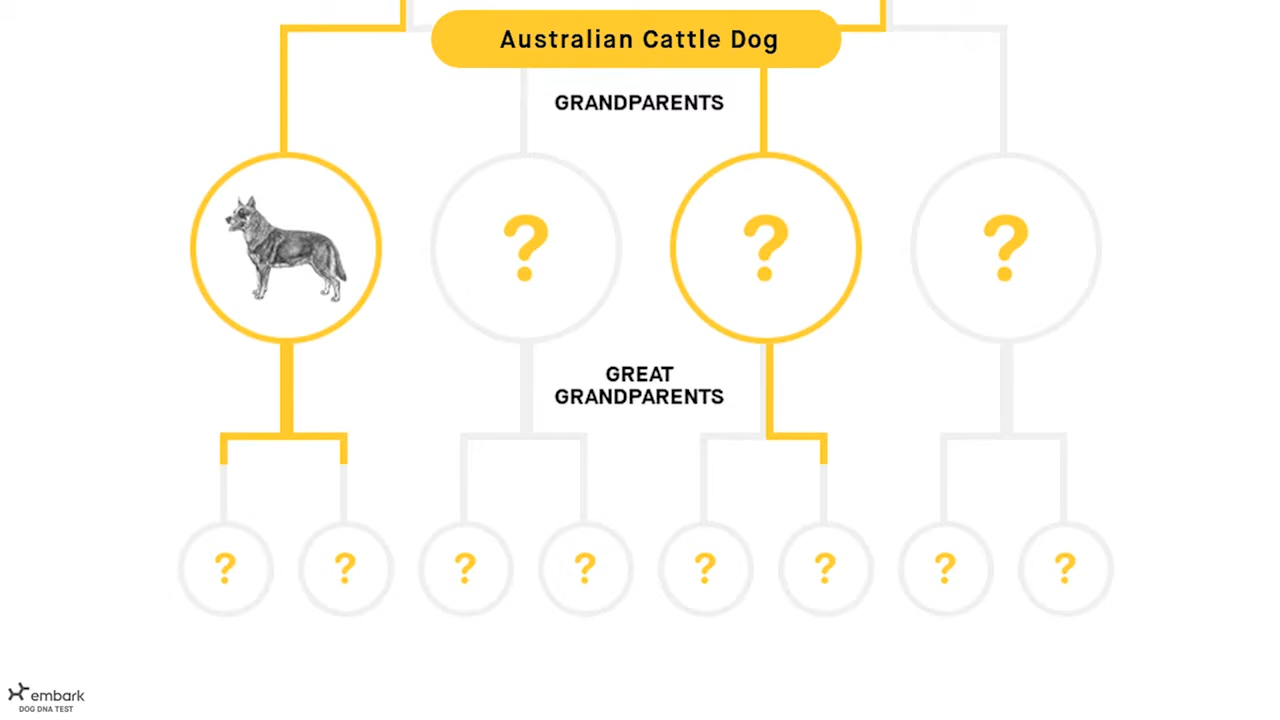 Australian Cattle Dog
GRANDPARENTS
? ? ?
GREAT
GRANDPARENTS
? ? ? ? ? ? ? ?
embark
DOG DNA TEST